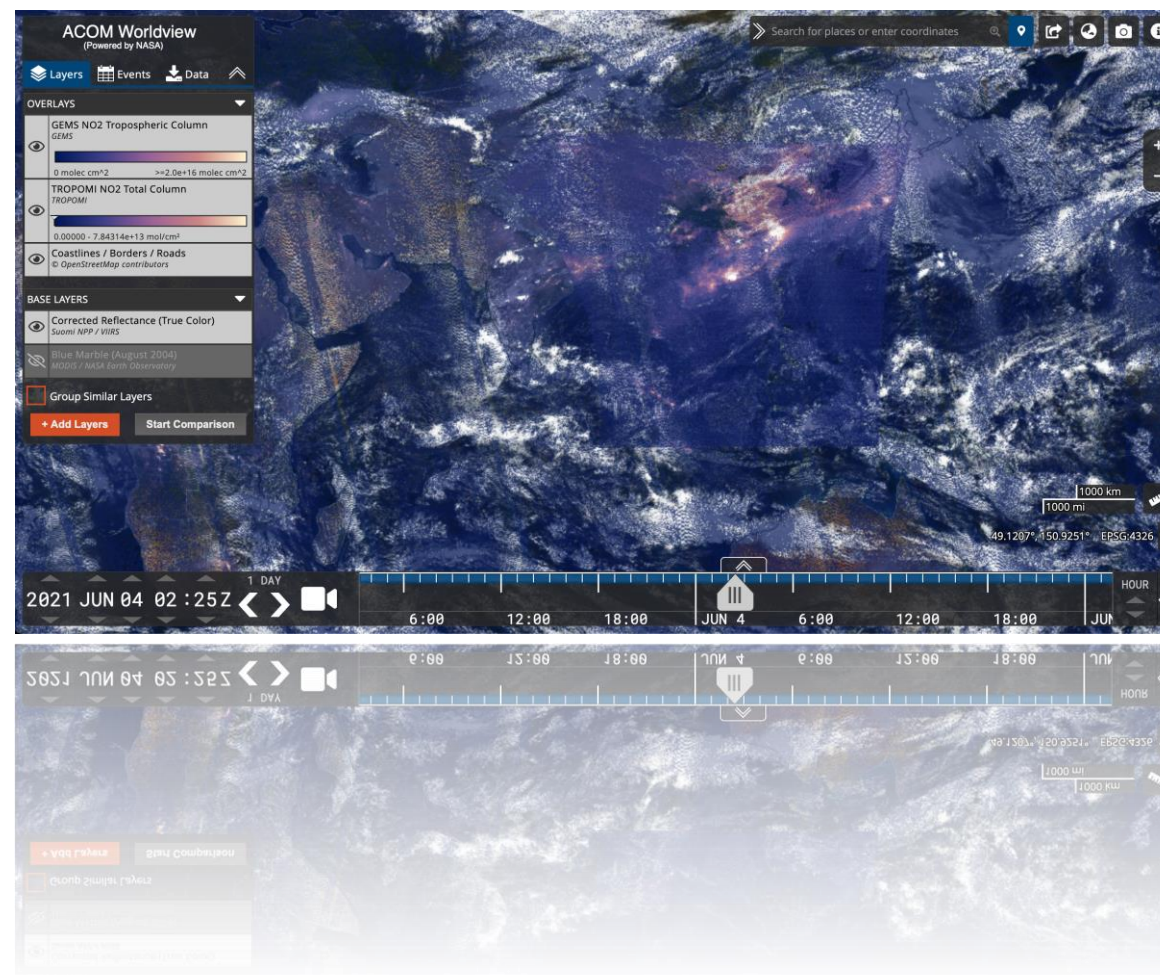 ACOM Worldview
(Powered by NASA)
Layers Events Data
Search for places or enter coordinates
OVERLAYS
GEMS NO2 Tropospheric Column
GEMS
0 molec cm^2 >=2.0e+16 molec cm^2
TROPOMI NO2 Total Column
TROPOMI
0.00000 - 7.84314e+13 mol/cm²
Coastlines / Borders / Roads
© OpenStreetMap contributors
BASE LAYERS
Corrected Reflectance (True Color)
Suomi NPP / VIIRS
Blue Marble (August 2004)
MODIS / NASA Earth Observatory
Group Similar Layers
+ Add Layers Start Comparison
1000 km
1000 mi
49.1207°, 150.9251° EPSG:4326
1 DAY
2021 JUN 04 02:25Z
6:00 12:00 18:00 JUN 4 6:00 12:00 18:00 JUN
HOUR